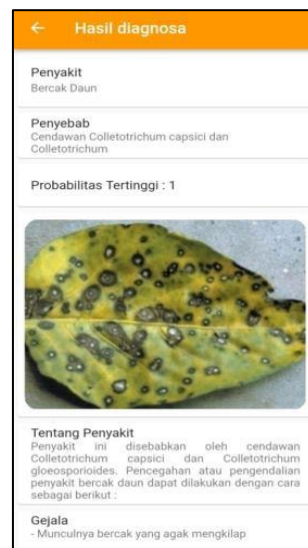 Hasil diagnosa
Penyakit
Bercak Daun
Penyebab
Cendawan Colletotrichum capsici dan
Colletotrichum
Probabilitas Tertinggi : 1
Tentang Penyakit
Penyakit ini disebabkan oleh cendawan
Colletotrichum capsici dan Colletotrichum
gloeosporioides. Pencegahan atau pengendalian
penyakit bercak daun dapat dilakukan dengan cara
sebagai berikut :
Gejala
- Munculnya bercak yang agak mengkilap